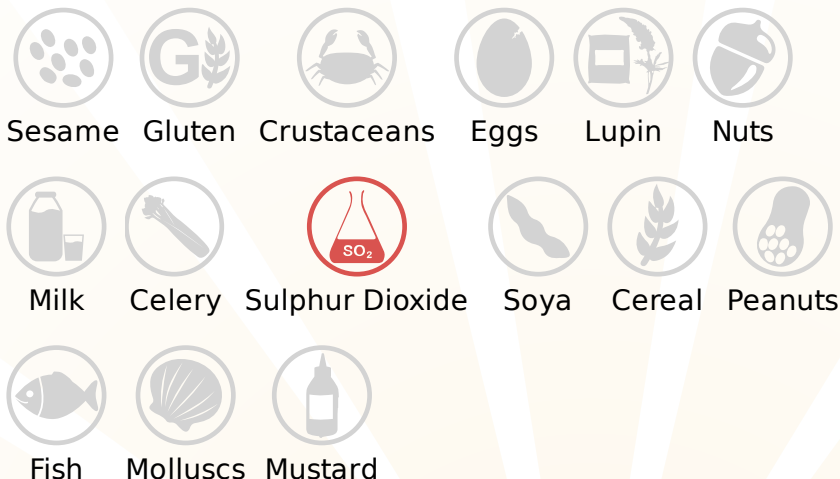 G
Sesame Gluten Crustaceans Eggs Lupin Nuts
SO₂
Milk Celery Sulphur Dioxide Soya Cereal Peanuts
Fish Molluscs Mustard